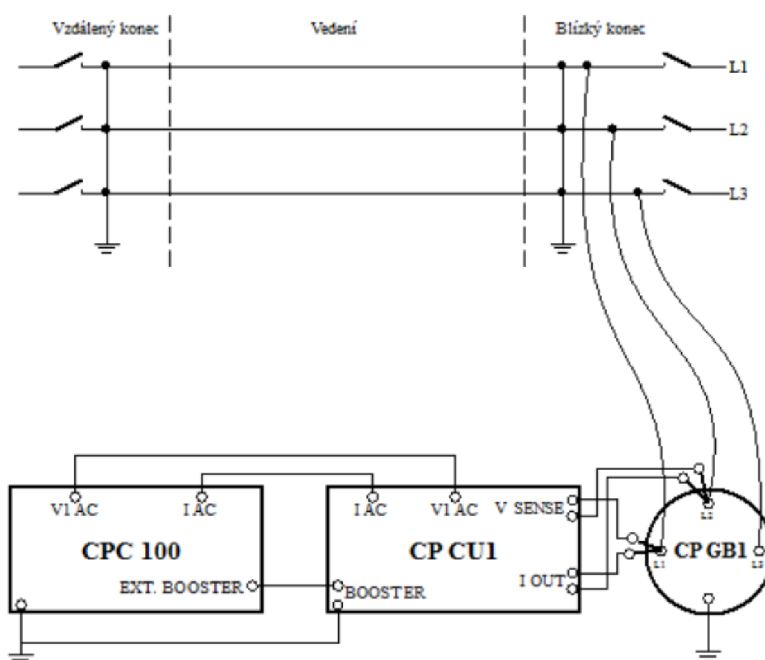 Vzdálený konec
Vedení
Blízký konec
L1
L2
L3
V1 AC
I AC
I AC
V1 AC
V SENSE
L2
CPC 100
CP CU1
L1
CP GB1
L3
EXT. BOOSTER
BOOSTER
I OUT